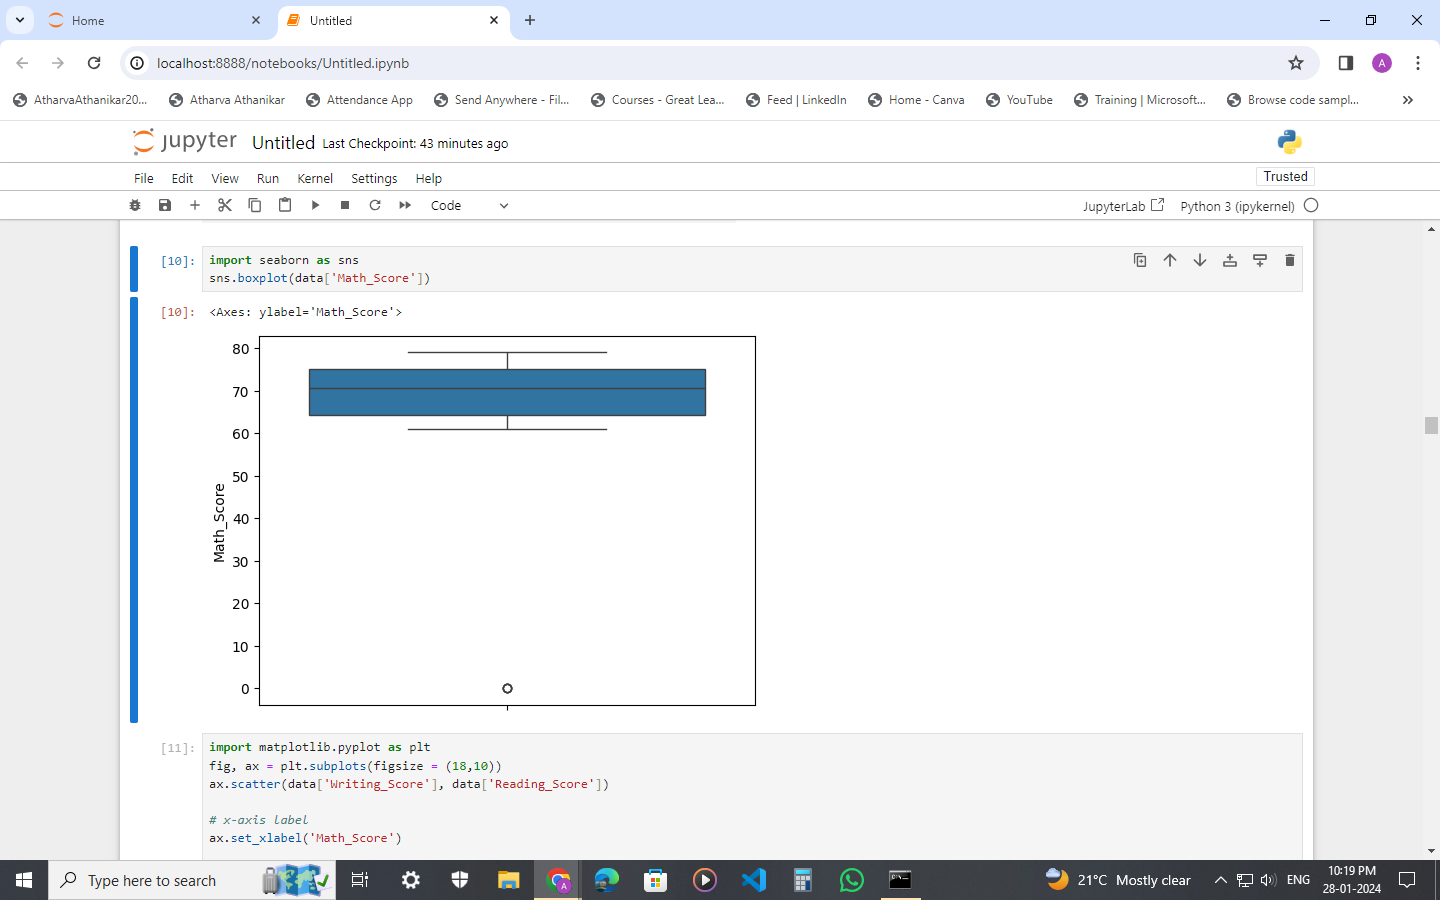 Home
Untitled
localhost:8888/notebooks/Untitled.ipynb
A
AtharvaAthanikar20...
Atharva Athanikar
Attendance App
Send Anywhere - Fil...
Courses - Great Lea...
Feed | LinkedIn
Home - Canva
YouTube
Training | Microsoft...
Browse code sampl...
jupyter Untitled Last Checkpoint: 43 minutes ago
File Edit View Run Kernel Settings Help
Trusted
Code
JupyterLab
Python 3 (ipykernel)
[10]:
import seaborn as sns
sns.boxplot(data['Math_Score'])
[10]:
<Axes: ylabel='Math_Score'>
80
70
60
50
40
30
20
10
0
Math_Score
[11]:
import matplotlib.pyplot as plt
fig, ax = plt.subplots(figsize = (18,10))
ax.scatter(data['Writing_Score'], data['Reading_Score'])
# x-axis label
ax.set_xlabel('Math_Score')
Type here to search
A
21°C Mostly clear
ENG
10:19 PM
28-01-2024